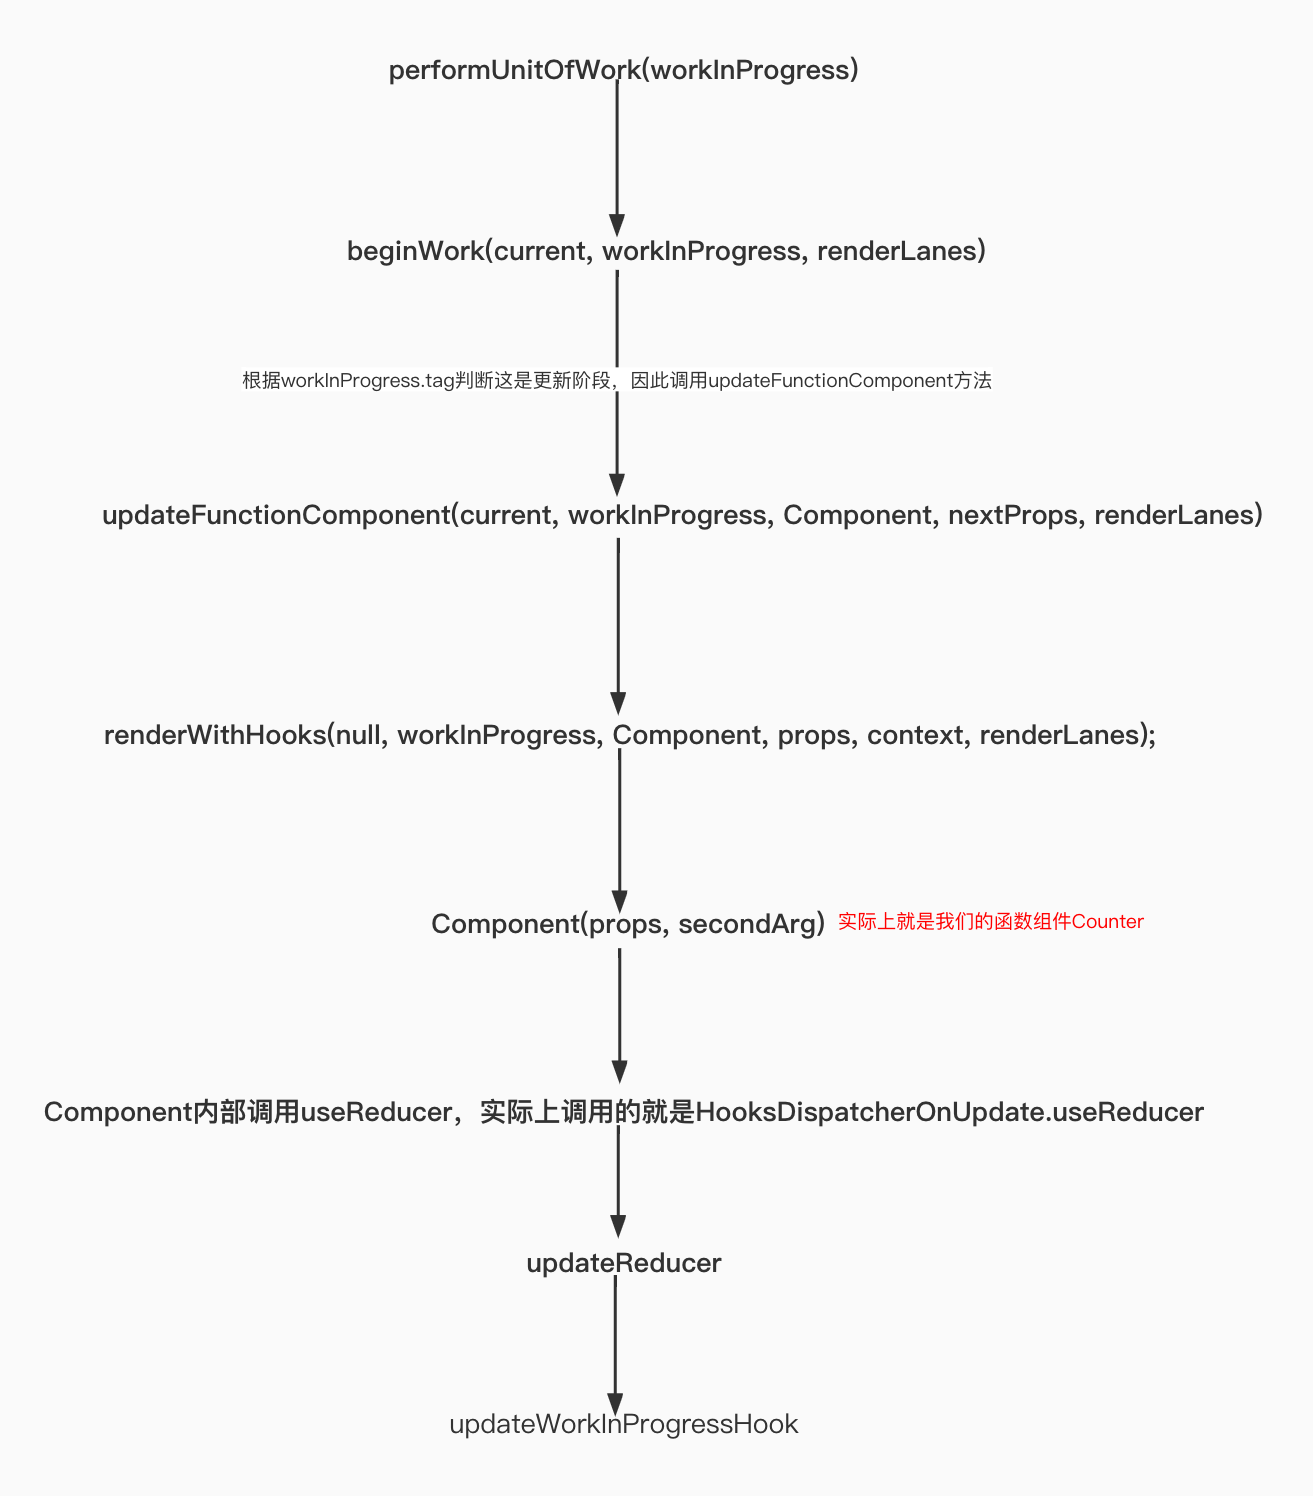 performUnitOfWork(workInProgress)
beginWork(current, workInProgress, renderLanes)
根据workInProgress.tag判断这是更新阶段，因此调用updateFunctionComponent方法
updateFunctionComponent(current, workInProgress, Component, nextProps, renderLanes)
renderWithHooks(null, workInProgress, Component, props, context, renderLanes);
Component(props, secondArg) 实际上就是我们的函数组件Counter
Component内部调用useReducer，实际上调用的就是HooksDispatcherOnUpdate.useReducer
updateReducer
updateWorkInProgressHook